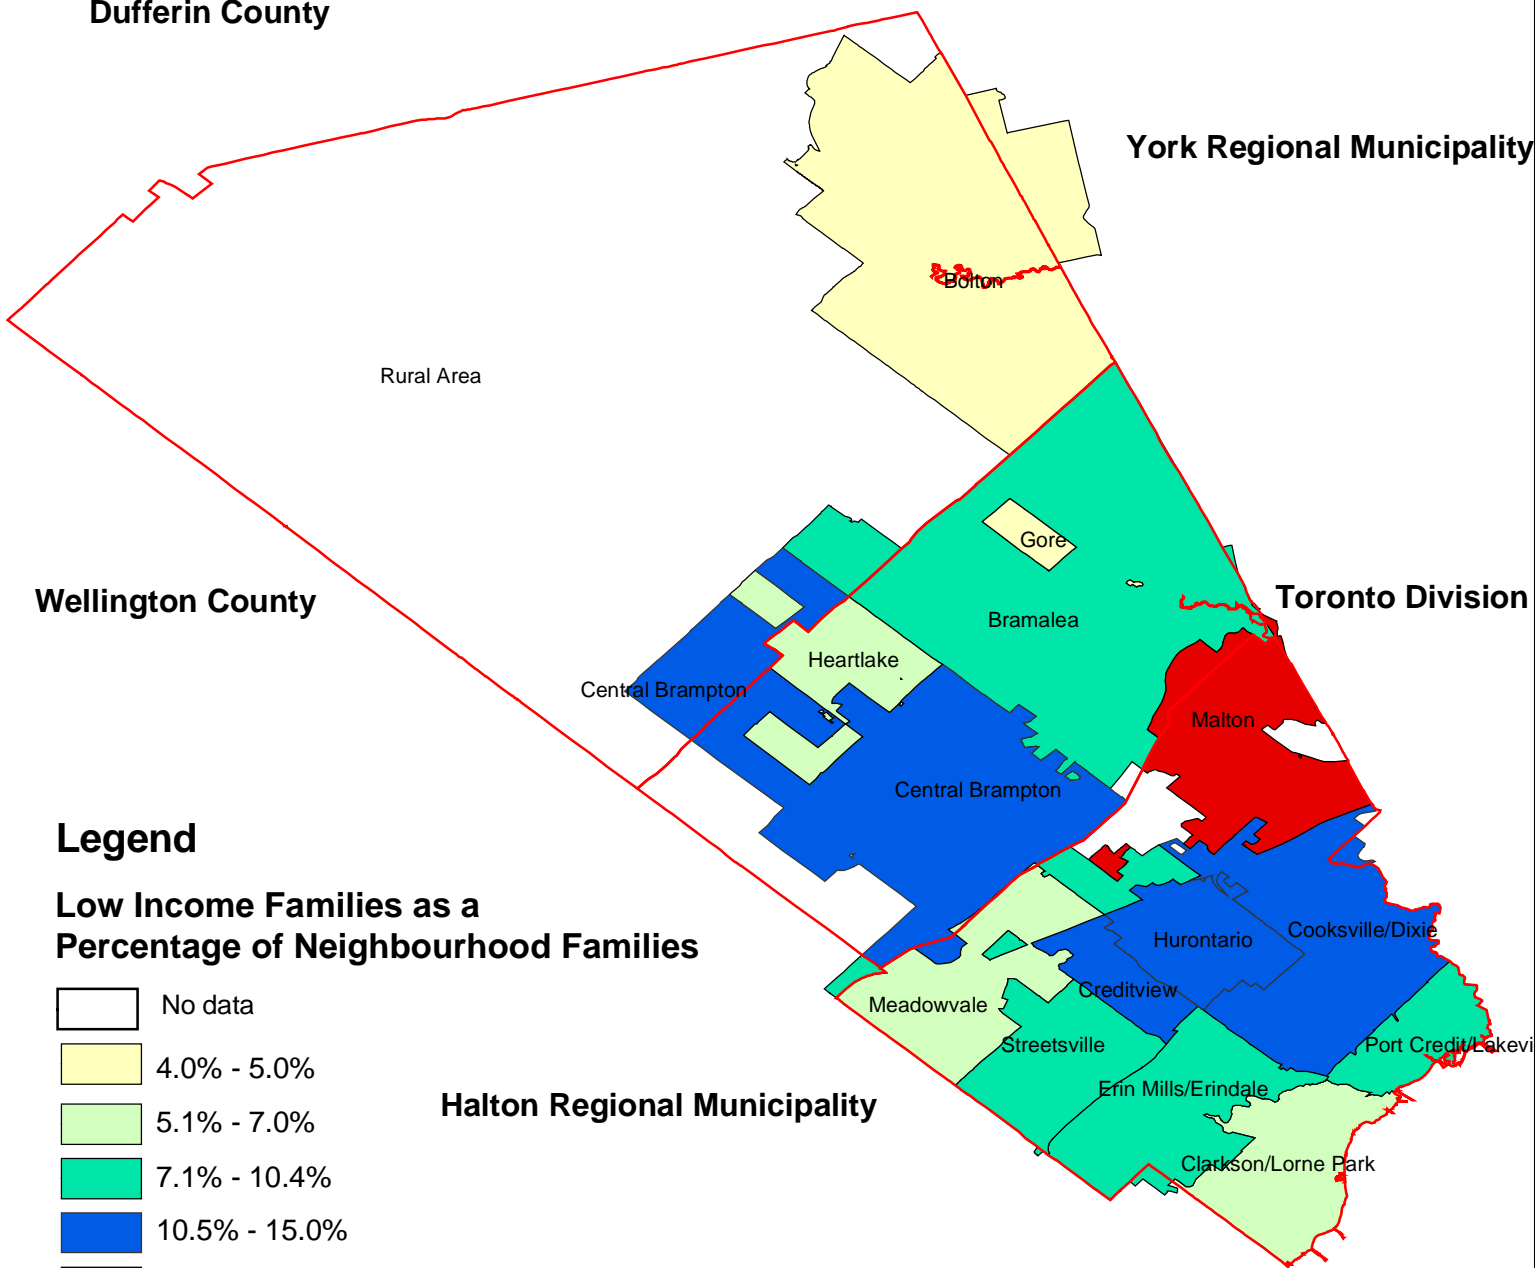 Dufferin County
York Regional Municipality
Bolton
Rural Area
Gore
Toronto Division
Wellington County
Bramalea
Heartlake
Central Brampton
Malton
Central Brampton
Legend
Low Income Families as a
Percentage of Neighbourhood Families
Cooksville/Dixie
Hurontario
Creditview
No data
Meadowvale
Streetsville
Port Credit/Lakevi
4.0% - 5.0%
Erin Mills/Erindale
Halton Regional Municipality
5.1% - 7.0%
Clarkson/Lorne Park
7.1% - 10.4%
10.5% - 15.0%